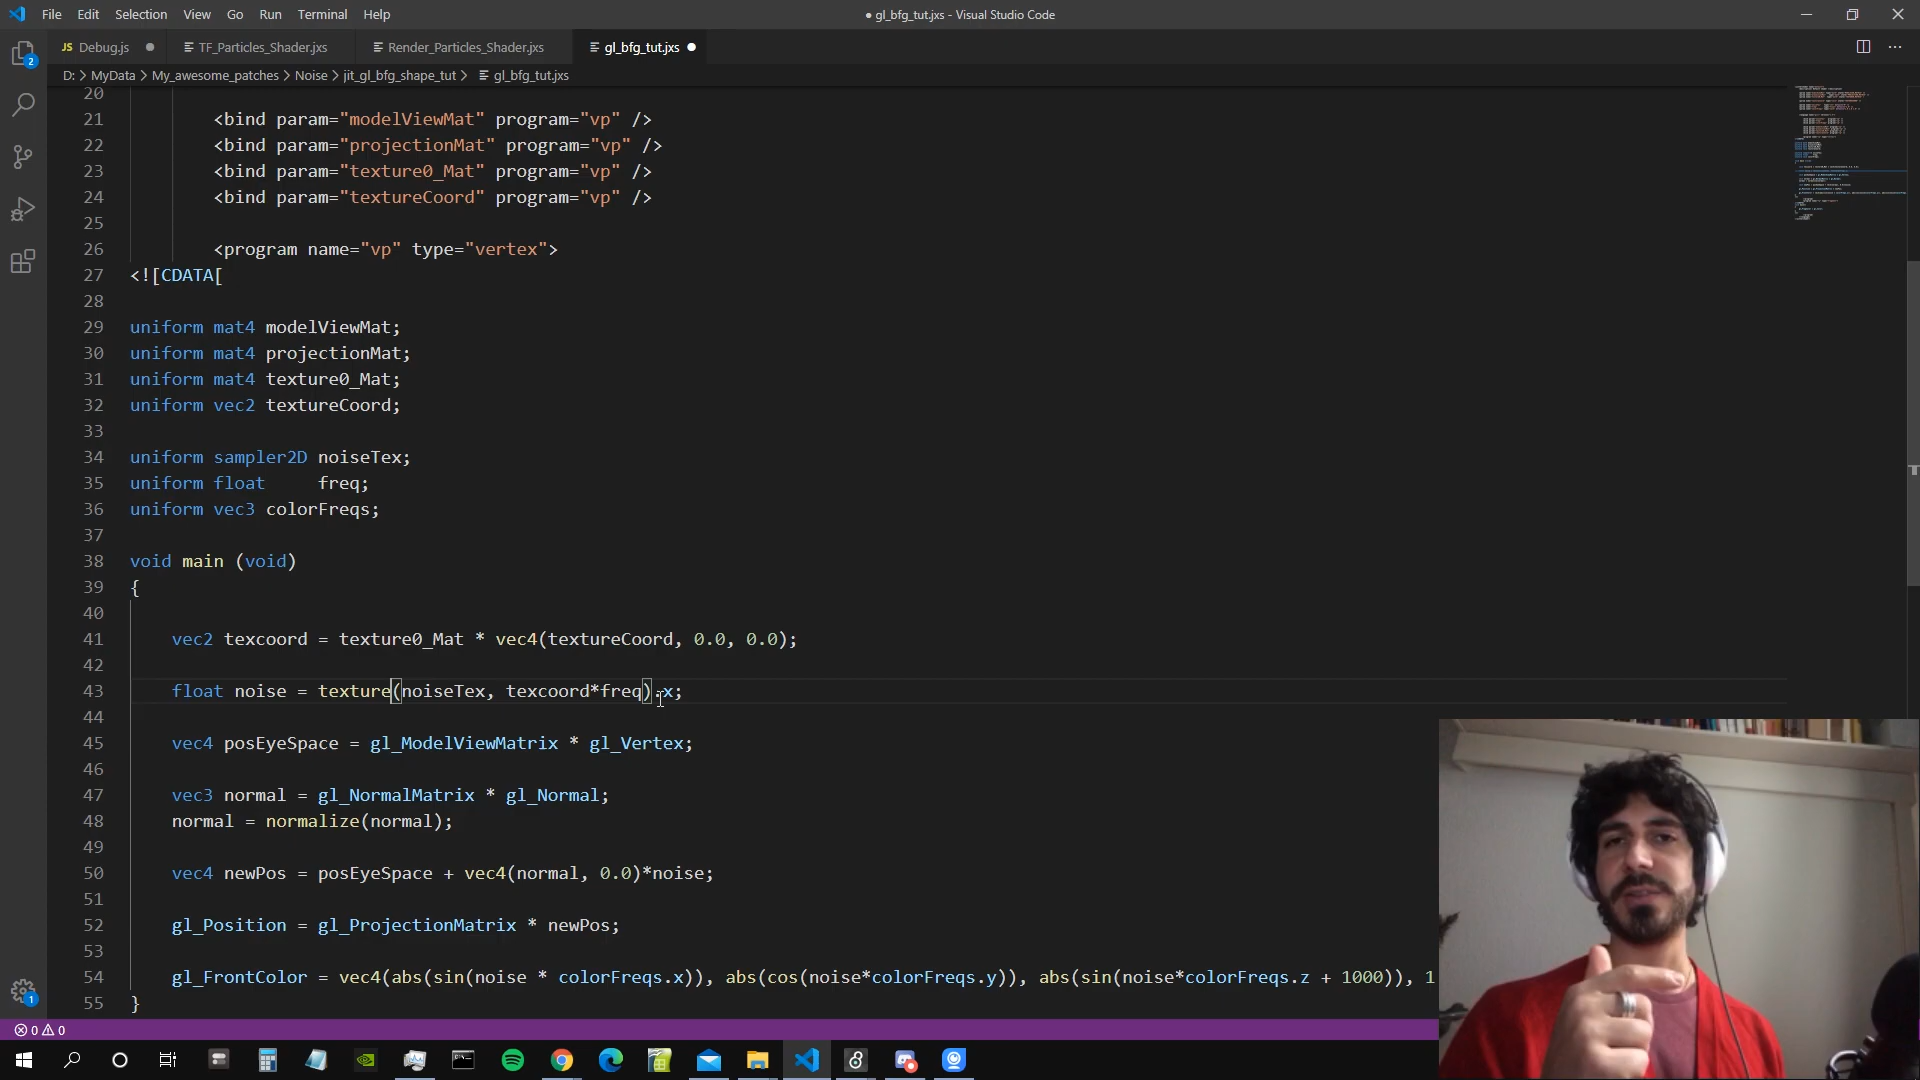 File Edit Selection View Go Run Terminal Help
● gl_bfg_tut.jxs - Visual Studio Code
JS Debug.js ●
TF_Particles_Shader.jxs
Render_Particles_Shader.jxs
gl_bfg_tut.jxs ●
D: > MyData > My_awesome_patches > Noise > jit_gl_bfg_shape_tut > gl_bfg_tut.jxs
20
21 <bind param="modelViewMat" program="vp" />
22 <bind param="projectionMat" program="vp" />
23 <bind param="texture0_Mat" program="vp" />
24 <bind param="textureCoord" program="vp" />
25
26 <program name="vp" type="vertex">
27 <![CDATA[
28
29 uniform mat4 modelViewMat;
30 uniform mat4 projectionMat;
31 uniform mat4 texture0_Mat;
32 uniform vec2 textureCoord;
33
34 uniform sampler2D noiseTex;
35 uniform float freq;
36 uniform vec3 colorFreqs;
37
38 void main (void)
39 {
40
41 vec2 texcoord = texture0_Mat * vec4(textureCoord, 0.0, 0.0);
42
43 float noise = texture(noiseTex, texcoord*freq).x;
44
45 vec4 posEyeSpace = gl_ModelViewMatrix * gl_Vertex;
46
47 vec3 normal = gl_NormalMatrix * gl_Normal;
48 normal = normalize(normal);
49
50 vec4 newPos = posEyeSpace + vec4(normal, 0.0)*noise;
51
52 gl_Position = gl_ProjectionMatrix * newPos;
53
54 gl_FrontColor = vec4(abs(sin(noise * colorFreqs.x)), abs(cos(noise*colorFreqs.y)), abs(sin(noise*colorFreqs.z + 1000)), 1
55 }
2
1
0 0